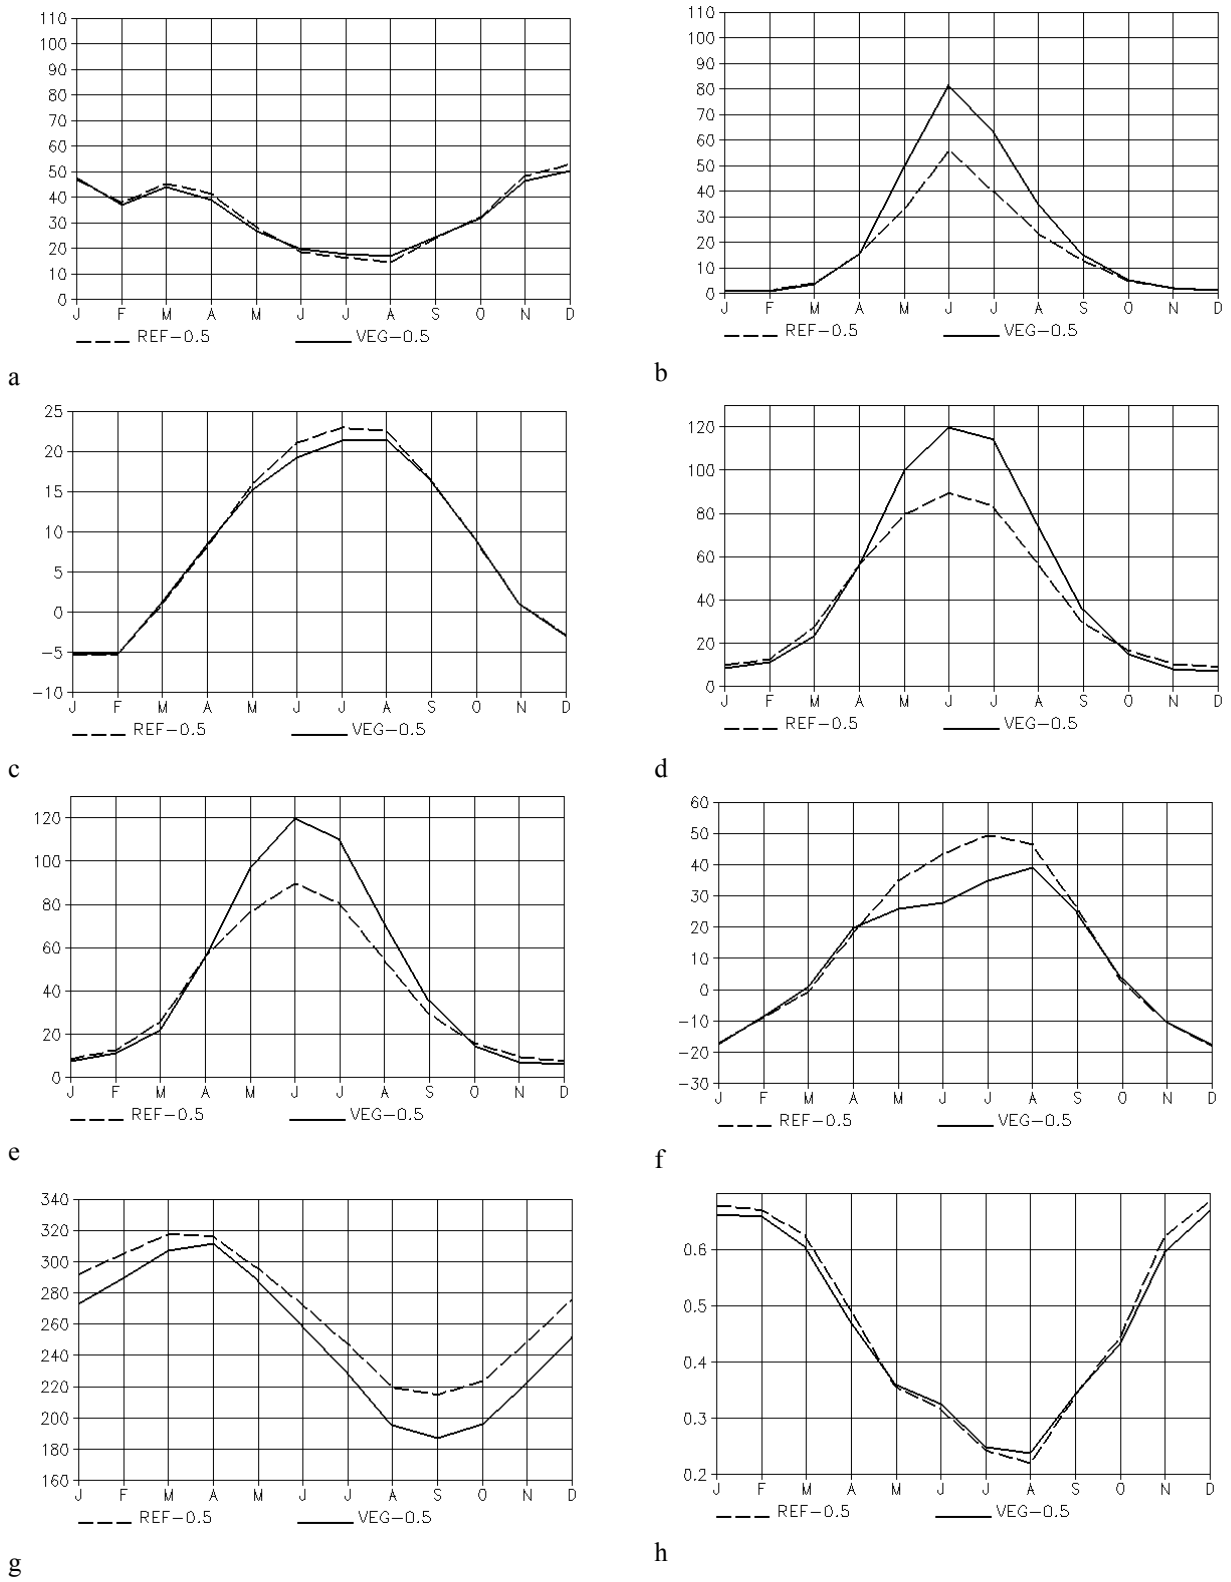 110
100
90
80
70
60
50
40
30
20
10
0
J F M A M J J A S O N D
REF-0.5 VEG-0.5
a
110
100
90
80
70
60
50
40
30
20
10
0
J F M A M J J A S O N D
REF-0.5 VEG-0.5
b
25
20
15
10
5
0
-5
-10
J F M A M J J A S O N D
REF-0.5 VEG-0.5
c
120
100
80
60
40
20
0
J F M A M J J A S O N D
REF-0.5 VEG-0.5
d
120
100
80
60
40
20
0
J F M A M J J A S O N D
REF-0.5 VEG-0.5
e
60
50
40
30
20
10
0
-10
-20
-30
J F M A M J J A S O N D
REF-0.5 VEG-0.5
f
340
320
300
280
260
240
220
200
180
160
J F M A M J J A S O N D
REF-0.5 VEG-0.5
g
0.6
0.5
0.4
0.3
0.2
J F M A M J J A S O N D
REF-0.5 VEG-0.5
h